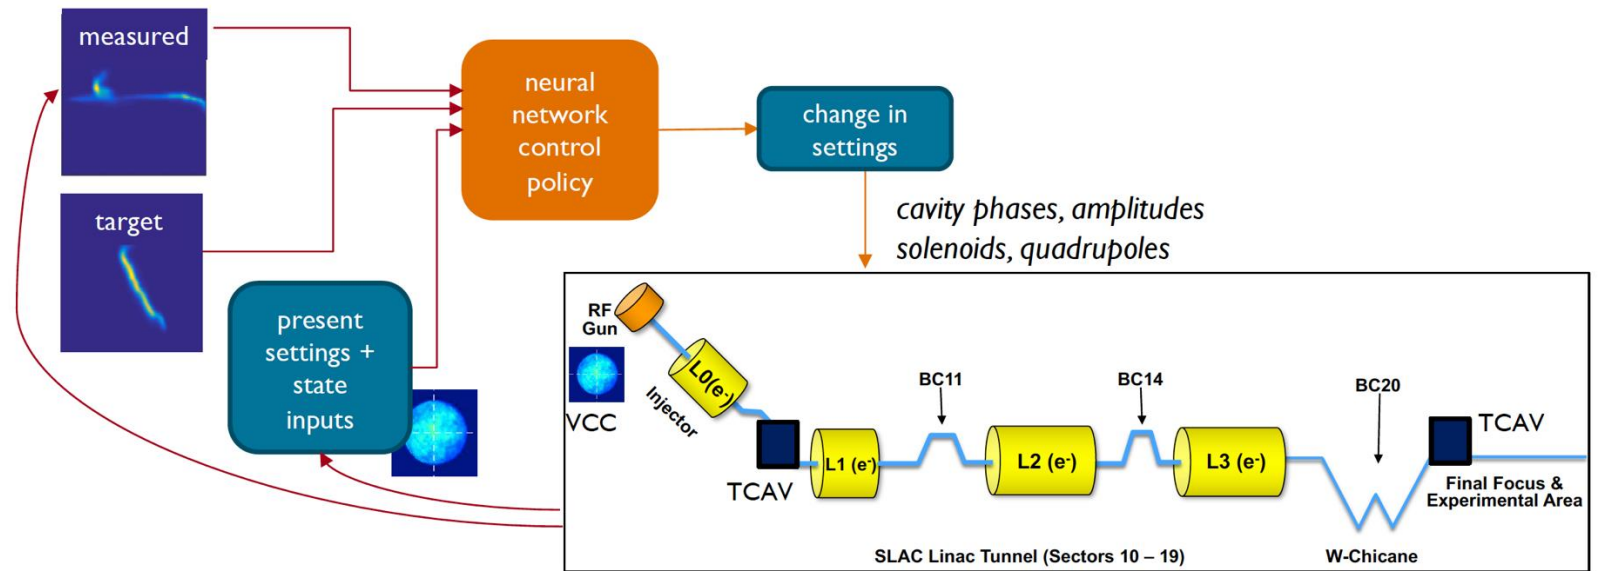 measured
target
present
settings +
state
inputs
neural
network
control
policy
change in
settings
cavity phases, amplitudes
solenoids, quadrupoles
RF
Gun
VCC
L0(e-)
Injector
TCAV
L1 (e-)
BC11
L2 (e-)
BC14
L3 (e-)
BC20
TCAV
Final Focus &
Experimental Area
SLAC Linac Tunnel (Sectors 10 – 19)
W-Chicane